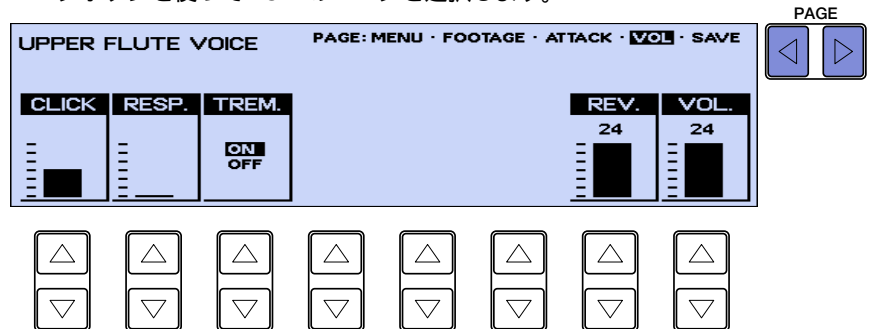 PAGE
UPPER FLUTE VOICE
PAGE: MENU · FOOTAGE · ATTACK · VOL · SAVE
CLICK RESP. TREM. REV. VOL.
24 24
ON
OFF